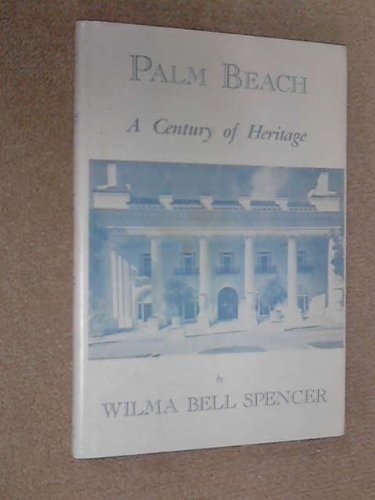 PALM BEACH
A Century of Heritage
by
WILMA BELL SPENCER